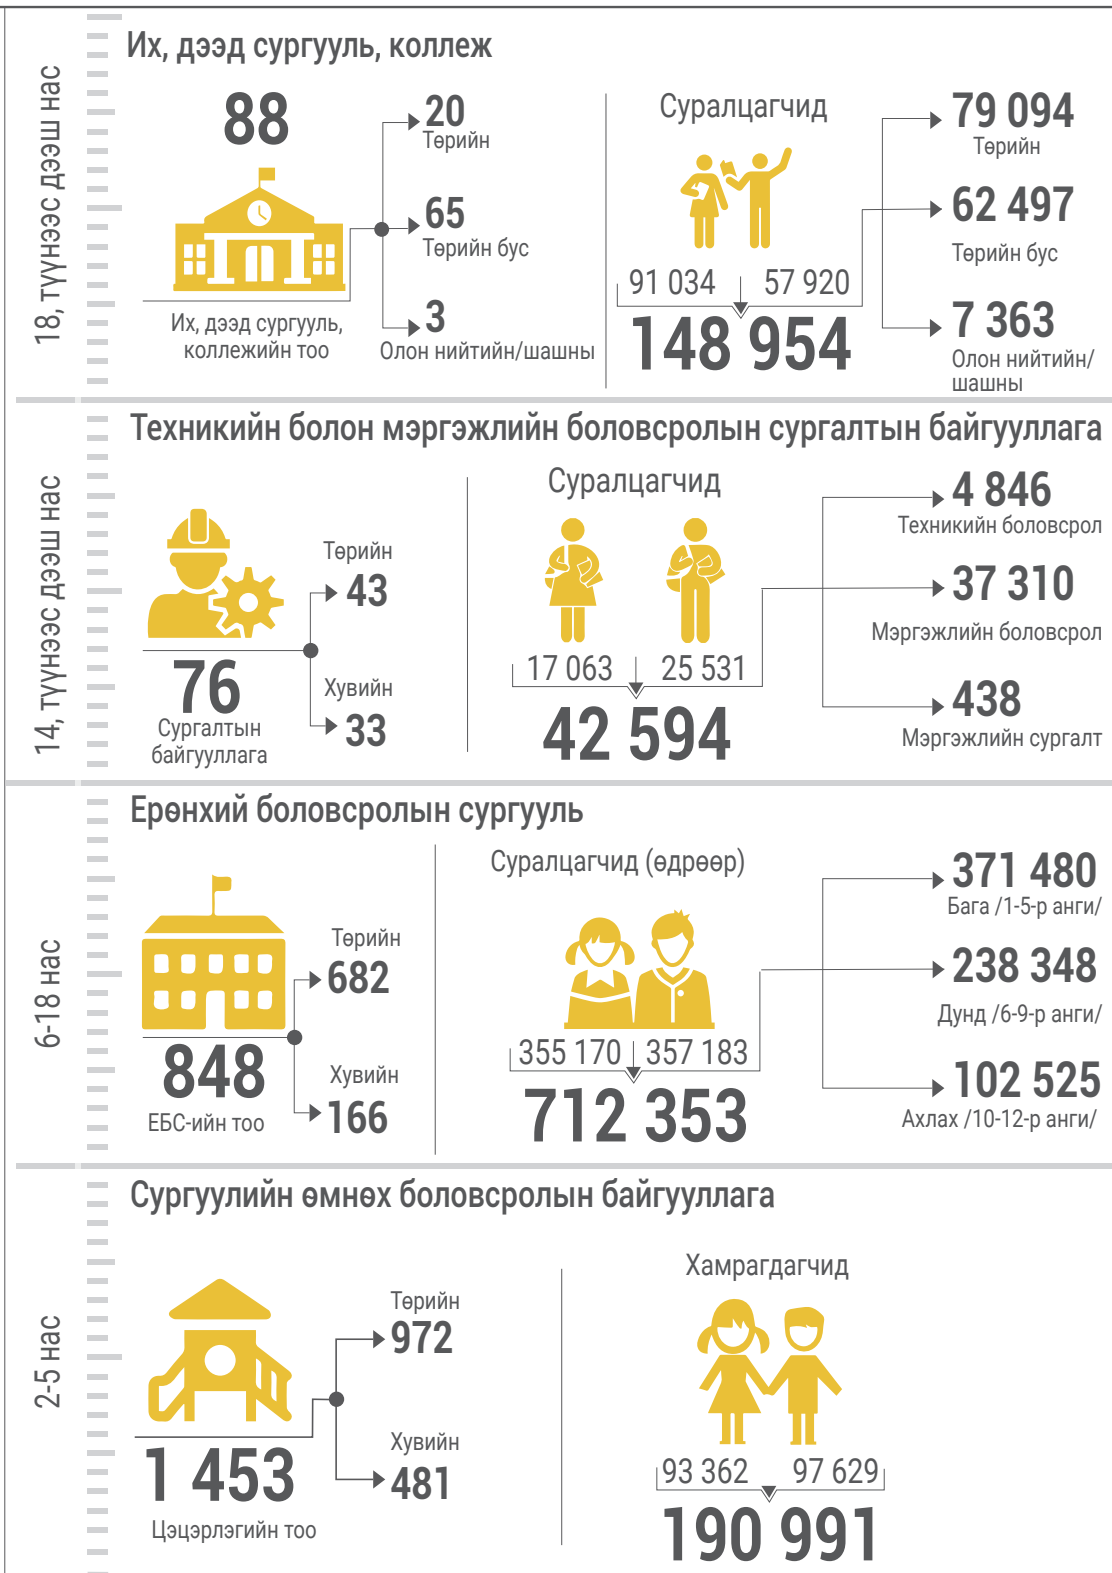 18, түүнээс дээш нас
Их, дээд сургууль, коллеж
88
Их, дээд сургууль,
коллежийн тоо
20
Төрийн
65
Төрийн бус
3
Олон нийтийн/шашны
Суралцагчид
91 034
57 920
148 954
79 094
Төрийн
62 497
Төрийн бус
7 363
Олон нийтийн/
шашны
14, түүнээс дээш нас
Техникийн болон мэргэжлийн боловсролын сургалтын байгууллага
76
Сургалтын
байгууллага
Төрийн
43
Хувийн
33
Суралцагчид
17 063
25 531
42 594
4 846
Техникийн боловсрол
37 310
Мэргэжлийн боловсрол
438
Мэргэжлийн сургалт
6-18 нас
Ерөнхий боловсролын сургууль
848
ЕБС-ийн тоо
Төрийн
682
Хувийн
166
Суралцагчид (өдрөөр)
355 170
357 183
712 353
371 480
Бага /1-5-р анги/
238 348
Дунд /6-9-р анги/
102 525
Ахлах /10-12-р анги/
2-5 нас
Сургуулийн өмнөх боловсролын байгууллага
1 453
Цэцэрлэгийн тоо
Төрийн
972
Хувийн
481
Хамрагдагчид
93 362
97 629
190 991